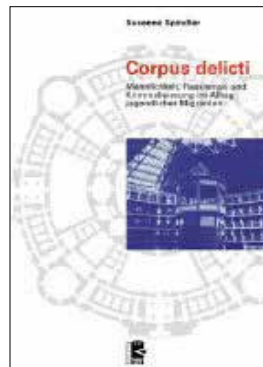 Susanne Spindler
Corpus delicti
Männlichkeit, Rassismus und
Kriminalisierung im Alltag
jugendlicher Migranten